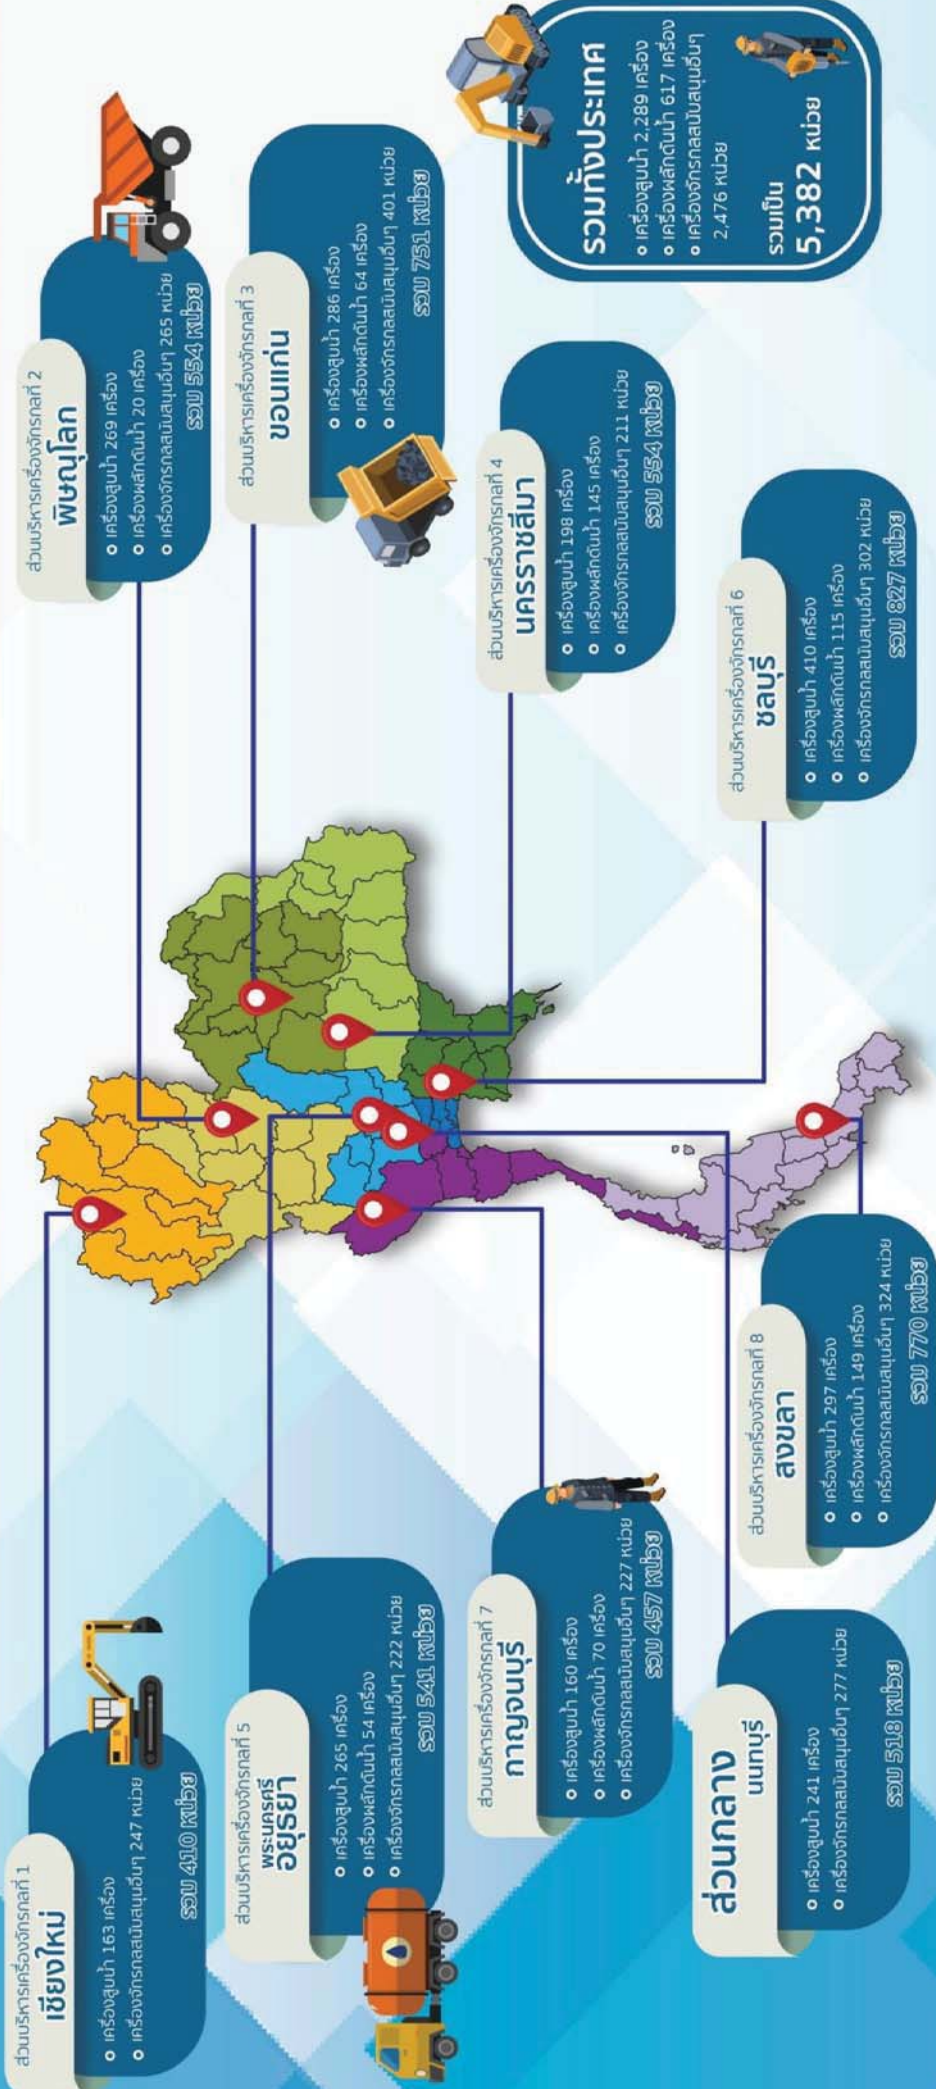 ส่วนบริหารเครื่องจักรกลที่ 1
เชียงใหม่
เครื่องสูบน้ำ 163 เครื่อง
เครื่องจักรกลสนับสนุนอื่นๆ 247 หน่วย
รวม 410 หน่วย
ส่วนบริหารเครื่องจักรกลที่ 2
พิษณุโลก
เครื่องสูบน้ำ 269 เครื่อง
เครื่องพลักดันน้ำ 20 เครื่อง
เครื่องจักรกลสนับสนุนอื่นๆ 265 หน่วย
รวม 554 หน่วย
ส่วนบริหารเครื่องจักรกลที่ 3
ขอนแก่น
เครื่องสูบน้ำ 286 เครื่อง
เครื่องพลักดันน้ำ 64 เครื่อง
เครื่องจักรกลสนับสนุนอื่นๆ 401 หน่วย
รวม 751 หน่วย
ส่วนบริหารเครื่องจักรกลที่ 4
นครราชสีมา
เครื่องสูบน้ำ 198 เครื่อง
เครื่องพลักดันน้ำ 145 เครื่อง
เครื่องจักรกลสนับสนุนอื่นๆ 211 หน่วย
รวม 554 หน่วย
ส่วนบริหารเครื่องจักรกลที่ 5
พระนครศรี
อยุธยา
เครื่องสูบน้ำ 265 เครื่อง
เครื่องพลักดันน้ำ 54 เครื่อง
เครื่องจักรกลสนับสนุนอื่นๆ 222 หน่วย
รวม 541 หน่วย
ส่วนบริหารเครื่องจักรกลที่ 6
ชลบุรี
เครื่องสูบน้ำ 410 เครื่อง
เครื่องพลักดันน้ำ 115 เครื่อง
เครื่องจักรกลสนับสนุนอื่นๆ 302 หน่วย
รวม 827 หน่วย
ส่วนบริหารเครื่องจักรกลที่ 7
กาญจนบุรี
เครื่องสูบน้ำ 160 เครื่อง
เครื่องพลักดันน้ำ 70 เครื่อง
เครื่องจักรกลสนับสนุนอื่นๆ 227 หน่วย
รวม 457 หน่วย
ส่วนบริหารเครื่องจักรกลที่ 8
สงขลา
เครื่องสูบน้ำ 297 เครื่อง
เครื่องพลักดันน้ำ 149 เครื่อง
เครื่องจักรกลสนับสนุนอื่นๆ 324 หน่วย
รวม 770 หน่วย
ส่วนกลาง
นนทบุรี
เครื่องสูบน้ำ 241 เครื่อง
เครื่องจักรกลสนับสนุนอื่นๆ 277 หน่วย
รวม 518 หน่วย
รวมทั้งประเทศ
เครื่องสูบน้ำ 2,289 เครื่อง
เครื่องพลักดันน้ำ 617 เครื่อง
เครื่องจักรกลสนับสนุนอื่นๆ
2,476 หน่วย
รวมเป็น
5,382 หน่วย